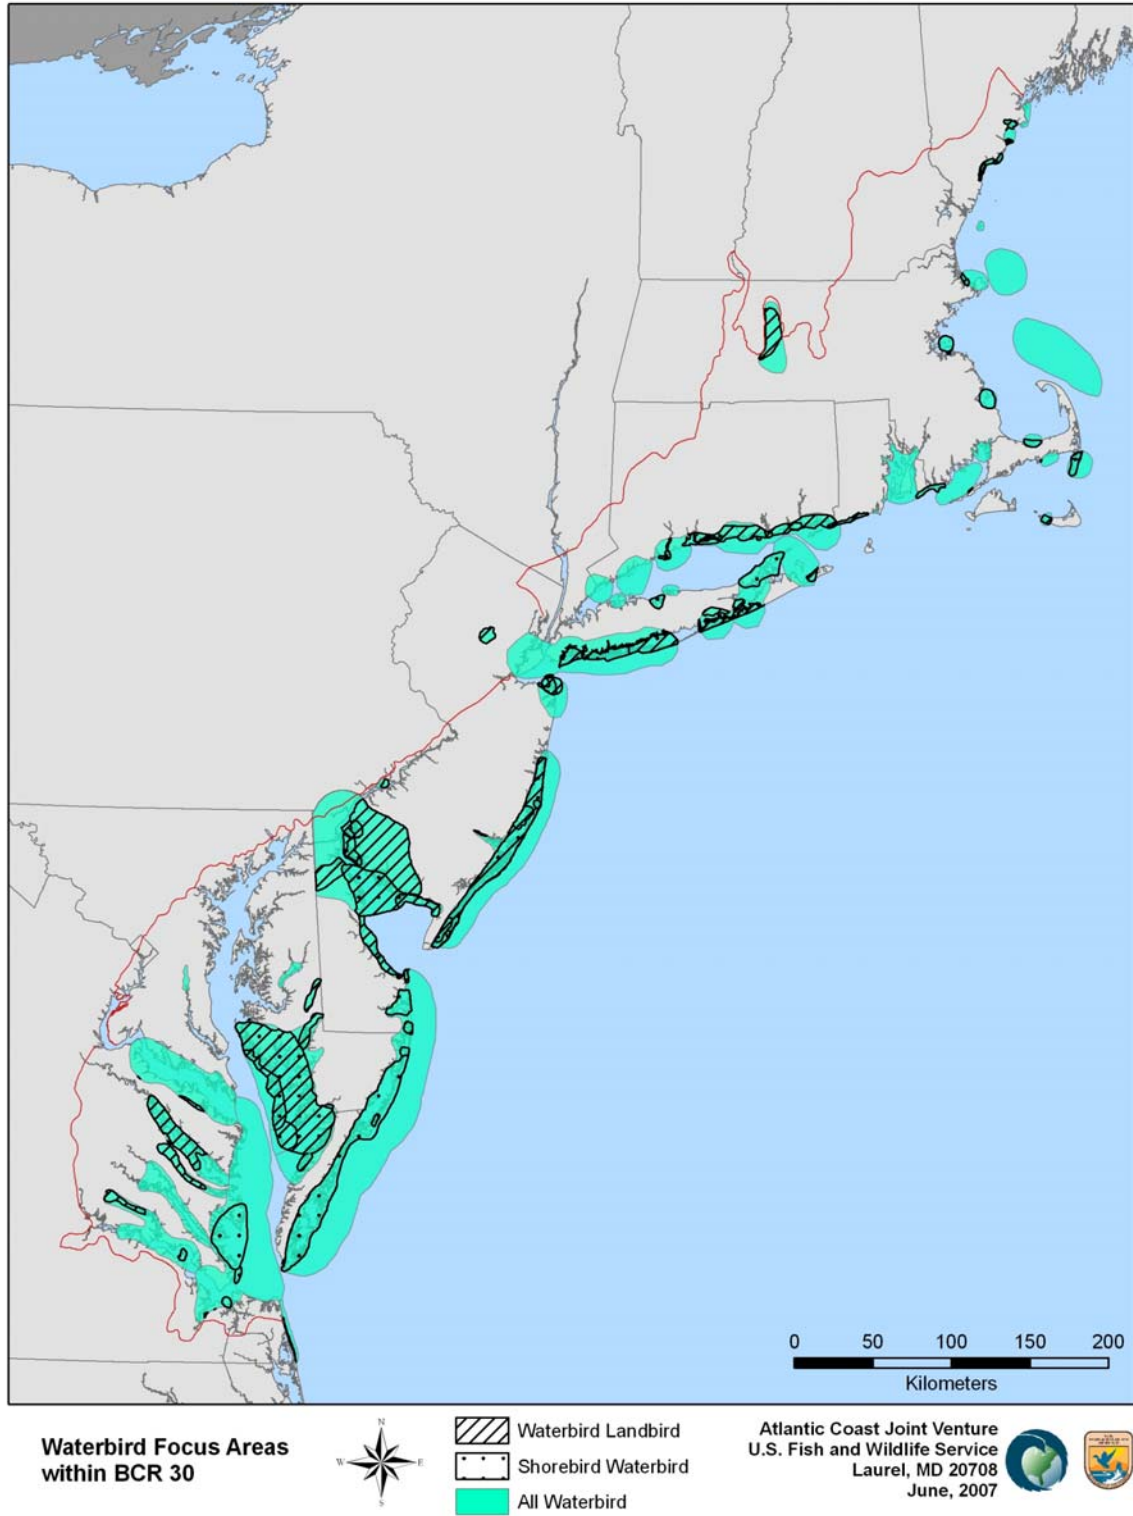 0 50 100 150 200
Kilometers
Waterbird Focus Areas
within BCR 30
N
W E
S
Waterbird Landbird
Shorebird Waterbird
All Waterbird
Atlantic Coast Joint Venture
U.S. Fish and Wildlife Service
Laurel, MD 20708
June, 2007